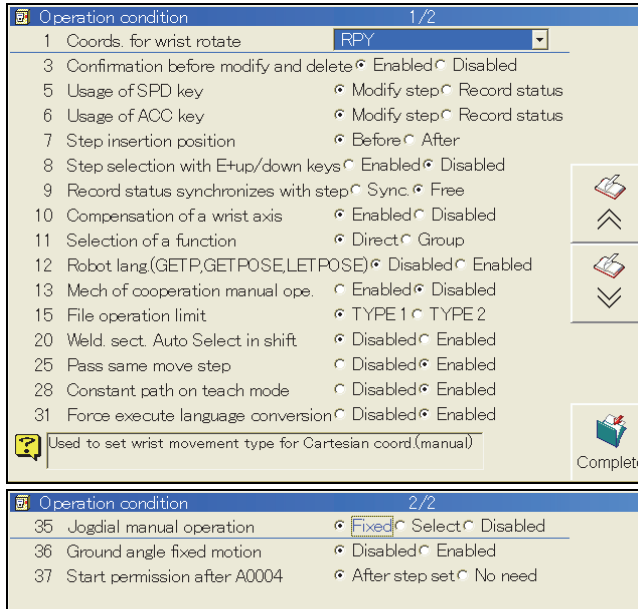 Operation condition 1/2
1 Coords. for wrist rotate RPY
3 Confirmation before modify and delete Enabled Disabled
5 Usage of SPD key Modify step Record status
6 Usage of ACC key Modify step Record status
7 Step insertion position Before After
8 Step selection with E+up/down keys Enabled Disabled
9 Record status synchronizes with step Sync. Free
10 Compensation of a wrist axis Enabled Disabled
11 Selection of a function Direct Group
12 Robot lang.(GETP,GETPOSE,LETPOSE) Disabled Enabled
13 Mech of cooperation manual ope. Enabled Disabled
15 File operation limit TYPE 1 TYPE 2
20 Weld. sect. Auto Select in shift Disabled Enabled
25 Pass same move step Disabled Enabled
28 Constant path on teach mode Disabled Enabled
31 Force execute language conversion Disabled Enabled
Used to set wrist movement type for Cartesian coord.(manual)
Complete
Operation condition 2/2
35 Jogdial manual operation Fixed Select Disabled
36 Ground angle fixed motion Disabled Enabled
37 Start permission after A0004 After step set No need